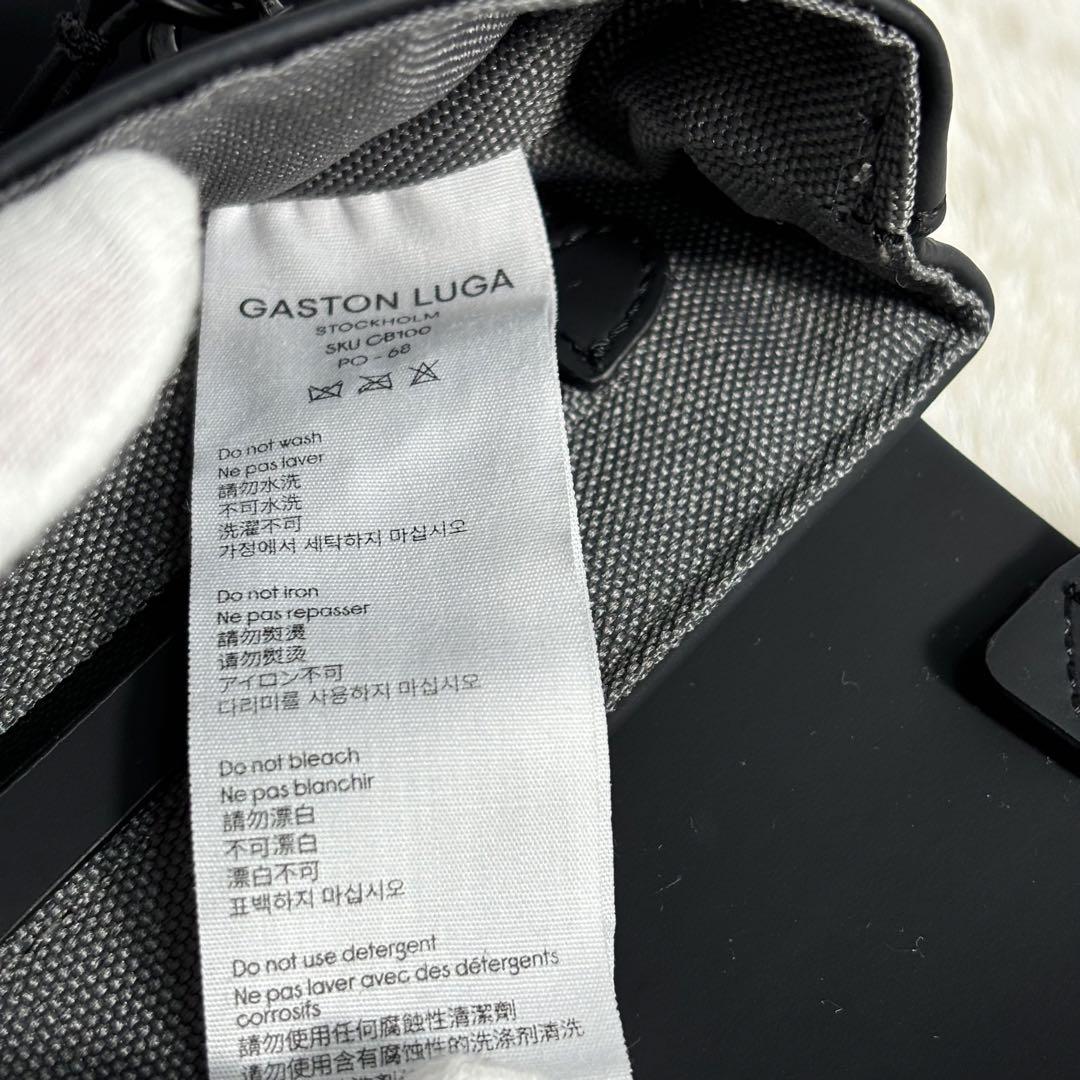 GASTON LUGA
STOCKHOLM
SKU CB100
PO - 68
Do not wash
Ne pas laver
請勿水洗
不可水洗
洗濯不可
가정에서 세탁하지 마십시오
Do not iron
Ne pas repasser
請勿熨燙
请勿熨烫
アイロン不可
다리미를 사용하지 마십시오
Do not bleach
Ne pas blanchir
請勿漂白
不可漂白
漂白不可
표백하지 마십시오
Do not use detergent
Ne pas laver avec des détergents
corrosifs
請勿使用任何腐蝕性清潔劑
请勿使用含有腐蚀性的洗涤剂清洗